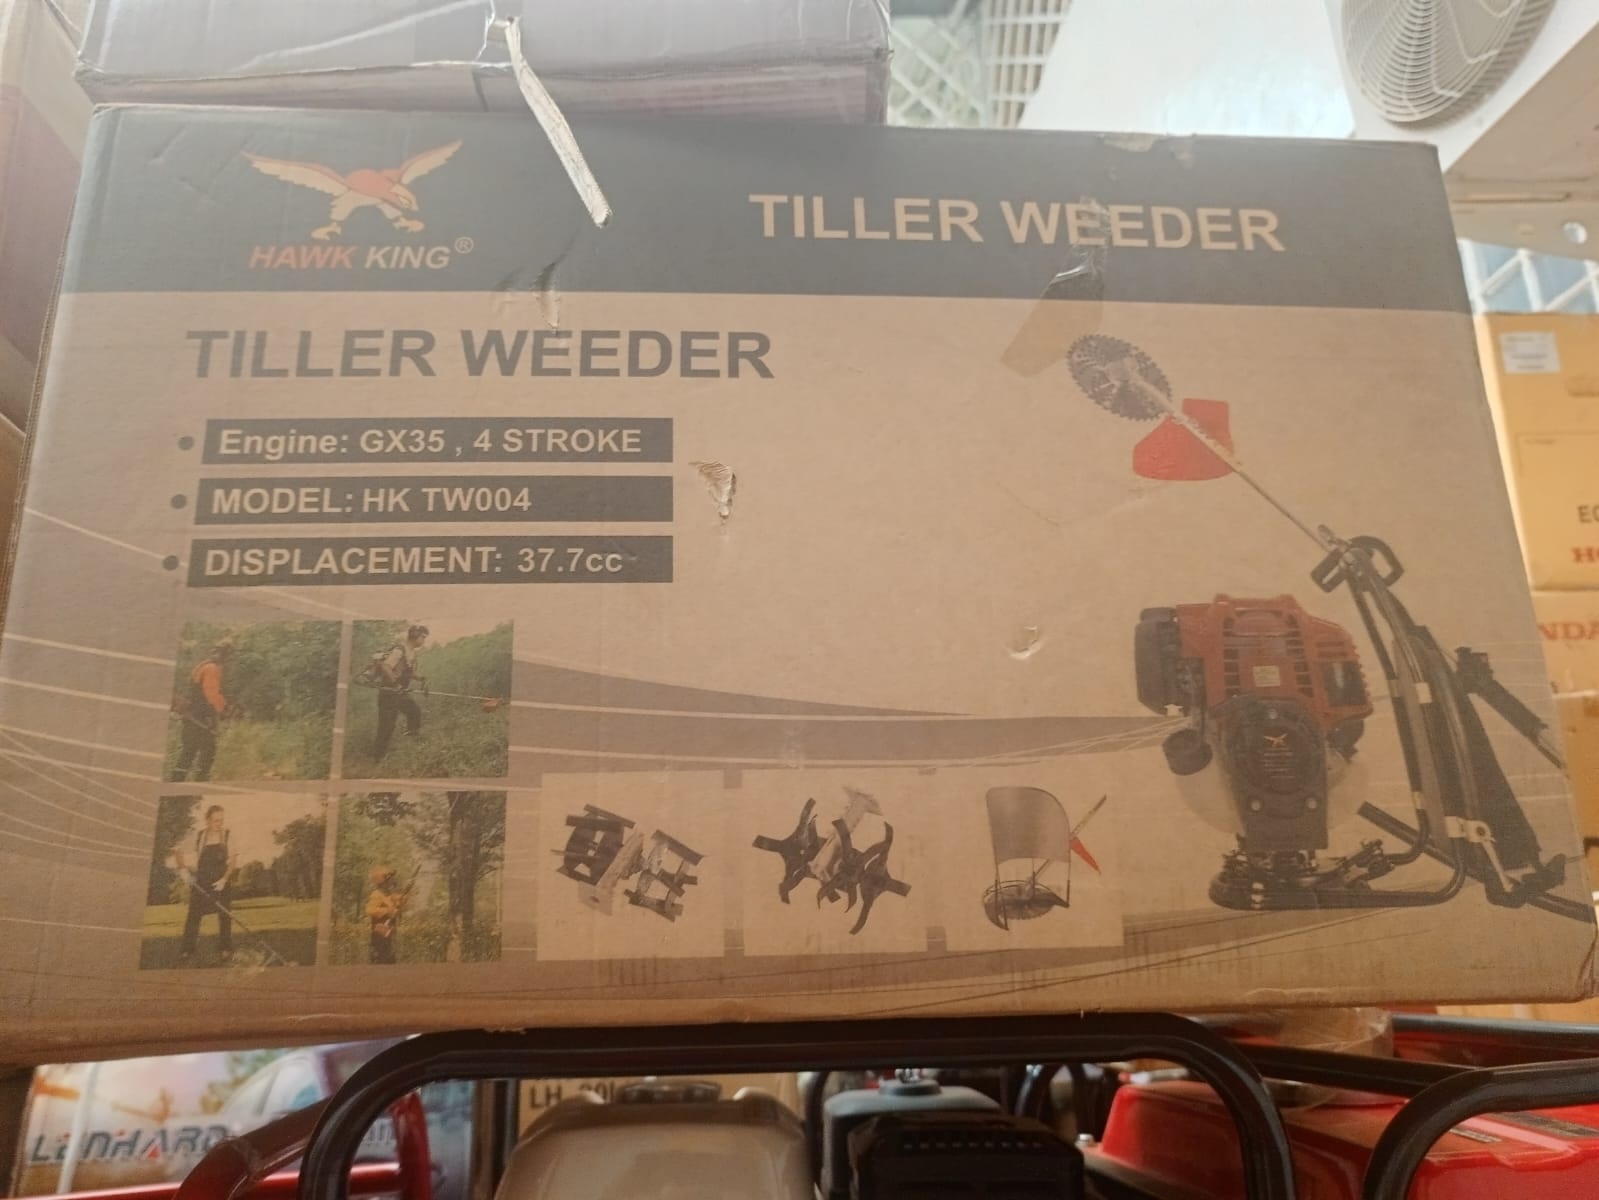 HAWK KING®
TILLER WEEDER
TILLER WEEDER
Engine: GX35 , 4 STROKE
MODEL: HK TW004
DISPLACEMENT: 37.7cc